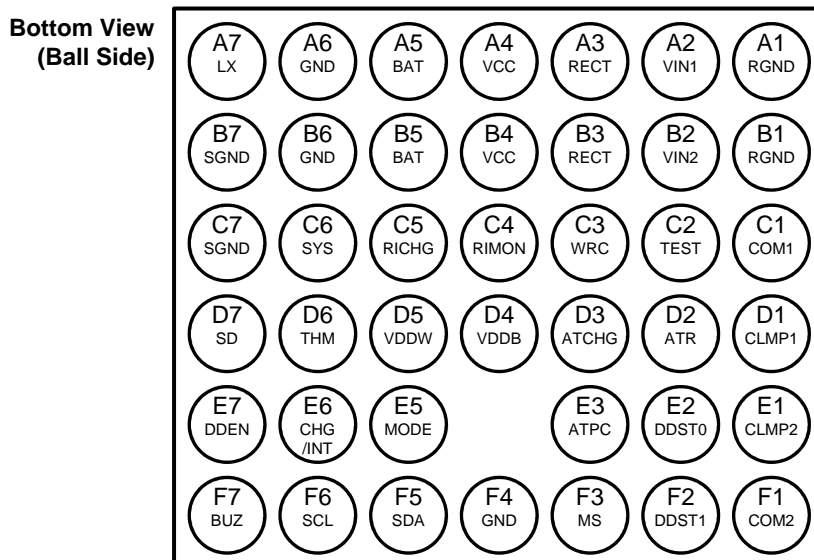 Bottom View
(Ball Side)
A7 A6 A5 A4 A3 A2 A1
LX GND BAT VCC RECT VIN1 RGND
B7 B6 B5 B4 B3 B2 B1
SGND GND BAT VCC RECT VIN2 RGND
C7 C6 C5 C4 C3 C2 C1
SGND SYS RICHG RIMON WRC TEST COM1
D7 D6 D5 D4 D3 D2 D1
SD THM VDDW VDDB ATCHG ATR CLMP1
E7 E6 E5 E3 E2 E1
DDEN CHG MODE ATPC DDST0 CLMP2
/INT
F7 F6 F5 F4 F3 F2 F1
BUZ SCL SDA GND MS DDST1 COM2